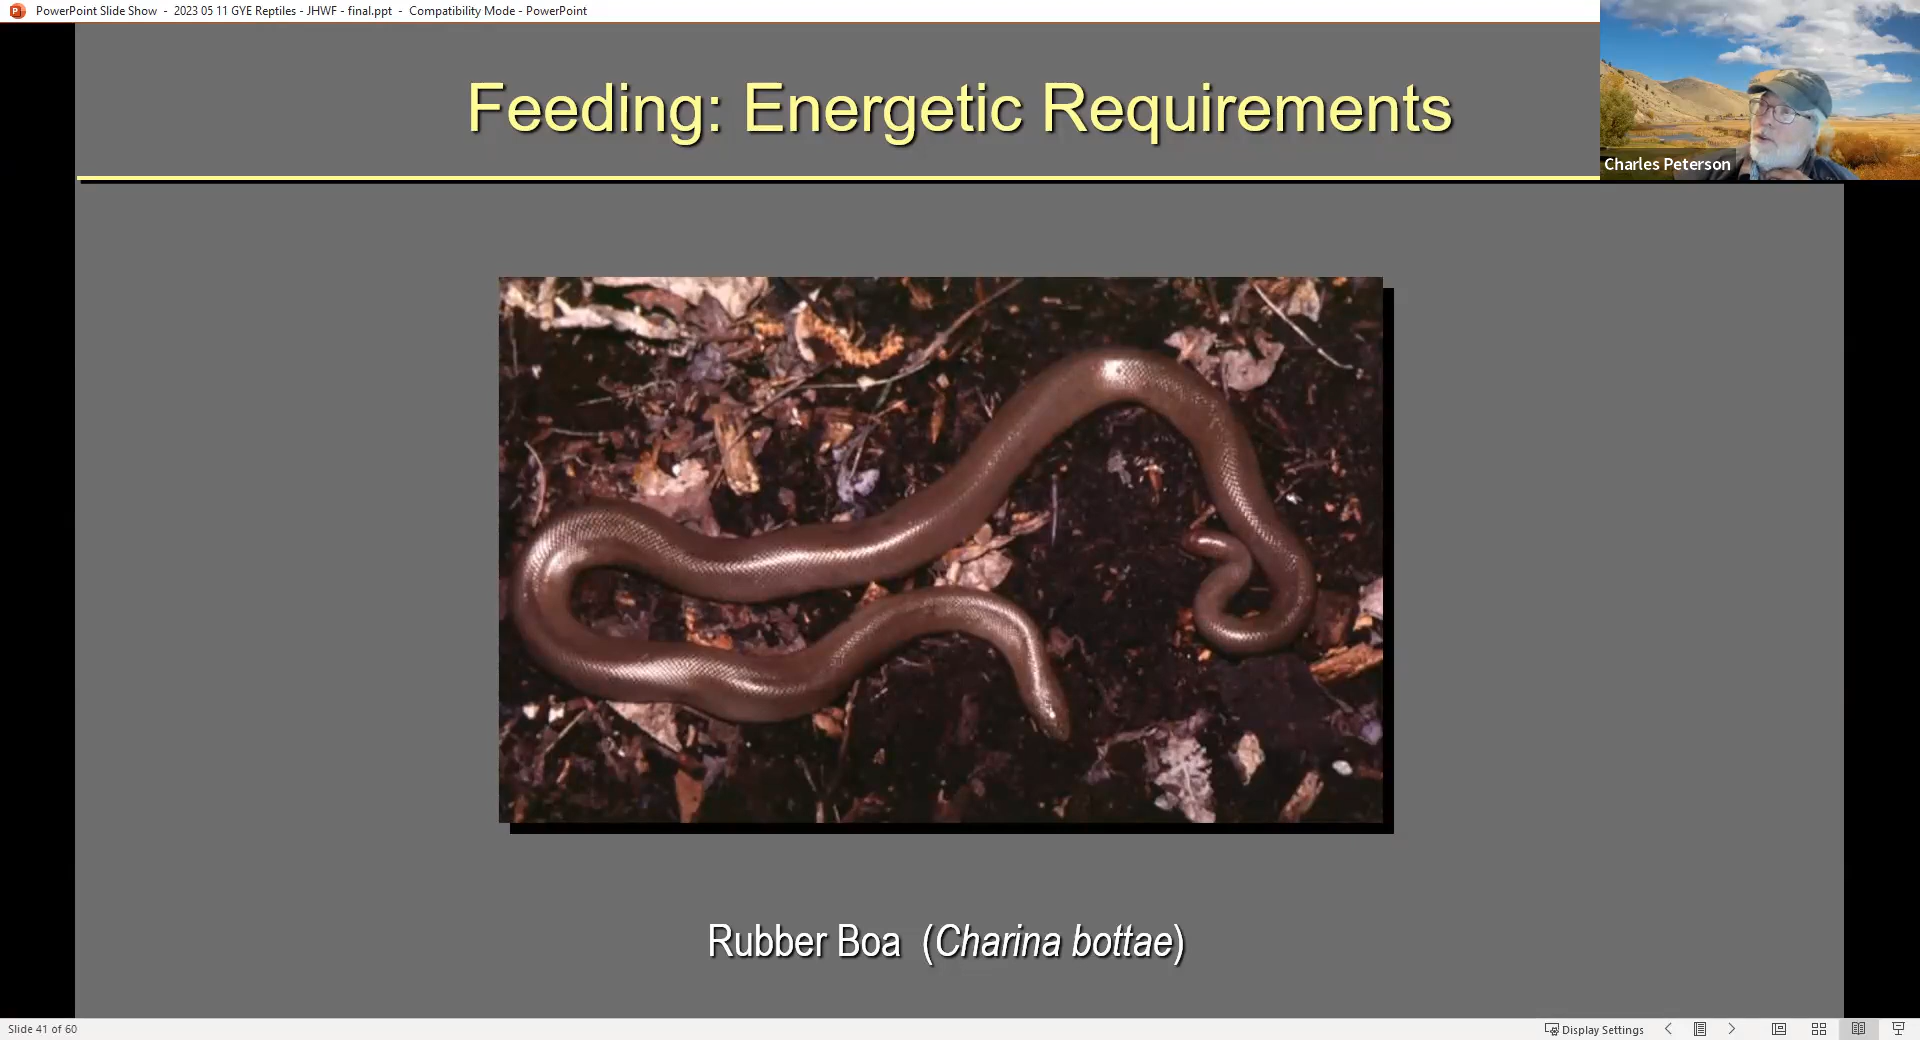 PowerPoint Slide Show - 2023 05 11 GYE Reptiles - JHWF - final.ppt - Compatibility Mode - PowerPoint
Feeding: Energetic Requirements
Charles Peterson
Rubber Boa (Charina bottae)
Slide 41 of 60
Display Settings